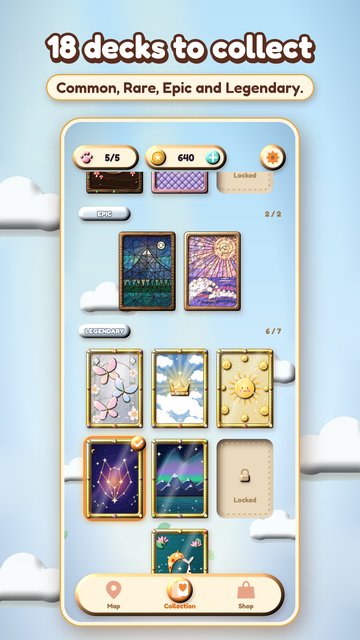 18 decks to collect
Common, Rare, Epic and Legendary.
5/5
640
Locked
EPIC
2 / 2
LEGENDARY
6 / 7
Locked
Map
Collection
Shop